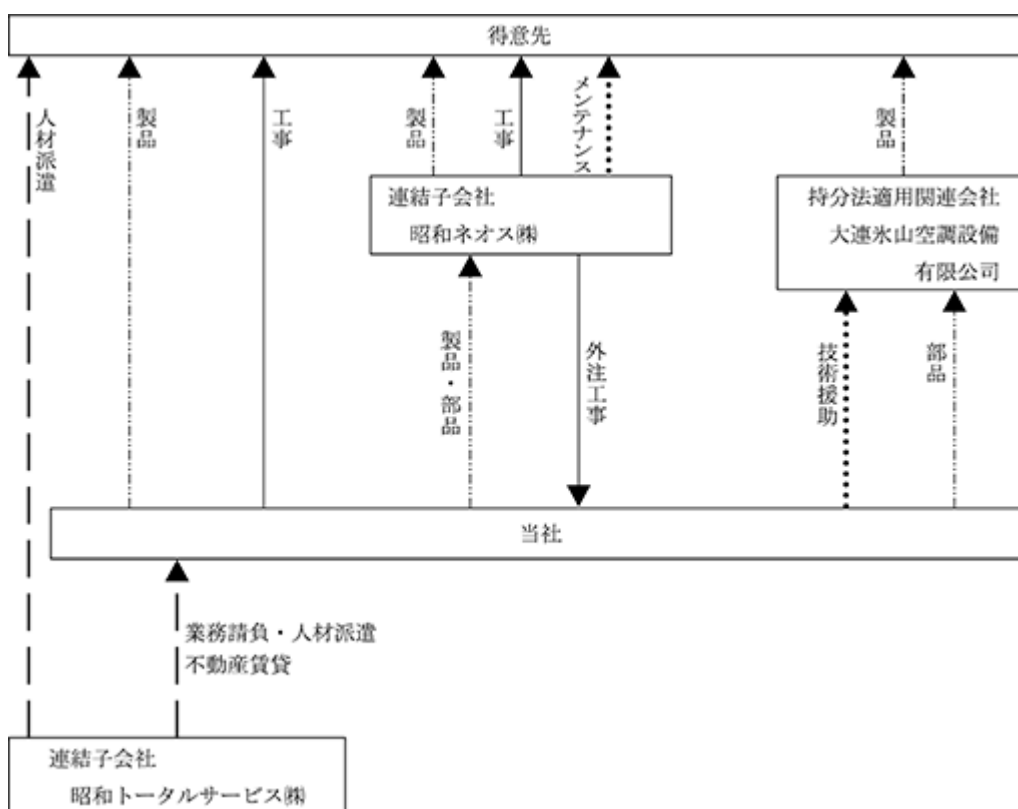 得意先
人材派遣
製品
工事
製品
工事
メンテナンス
製品
連結子会社
昭和ネオス㈱
持分法適用関連会社
大連氷山空調設備
有限公司
製品・部品
外注工事
技術援助
部品
当社
業務請負・人材派遣
不動産賃貸
連結子会社
昭和トータルサービス㈱